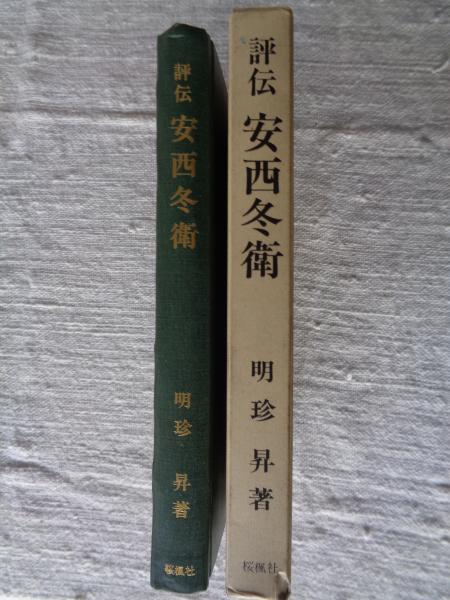 評伝 安西冬衛
明珍 昇著
桜楓社
評伝 安西冬衛
明珍 昇著
桜楓社